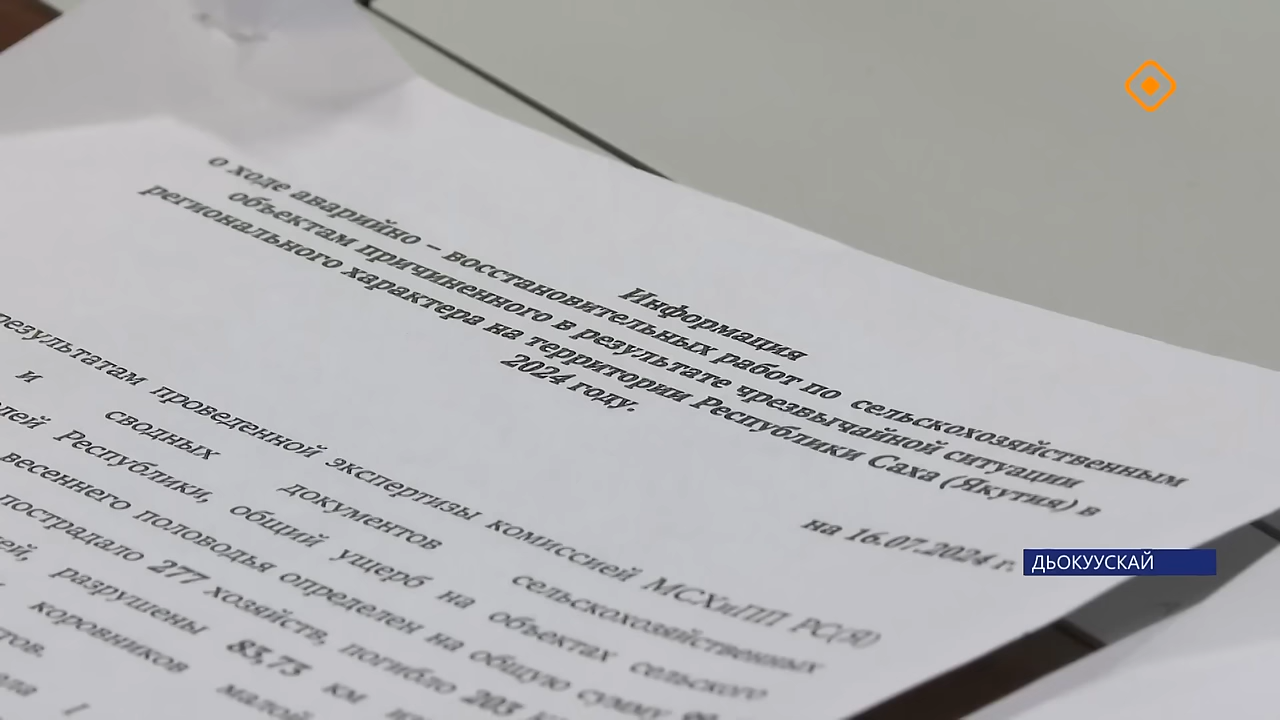 Информация
о ходе аварийно – восстановительных работ по сельскохозяйственным
объектам причиненного в результате чрезвычайной ситуации
регионального характера на территории Республики Саха (Якутия) в
2024 году.
на 16.07.2024 г.
результатам проведенной экспертизы комиссией МСХиПП РС(Я)
и сводных документов сельскохозяйственных
Республики, общий ущерб на объектах сельского
весеннего половодья определен на общую сумму
пострадало 277 хозяйств, погибло 203
разрушены 83,73 км
коровников малой
ДЬОКУУСКАЙ